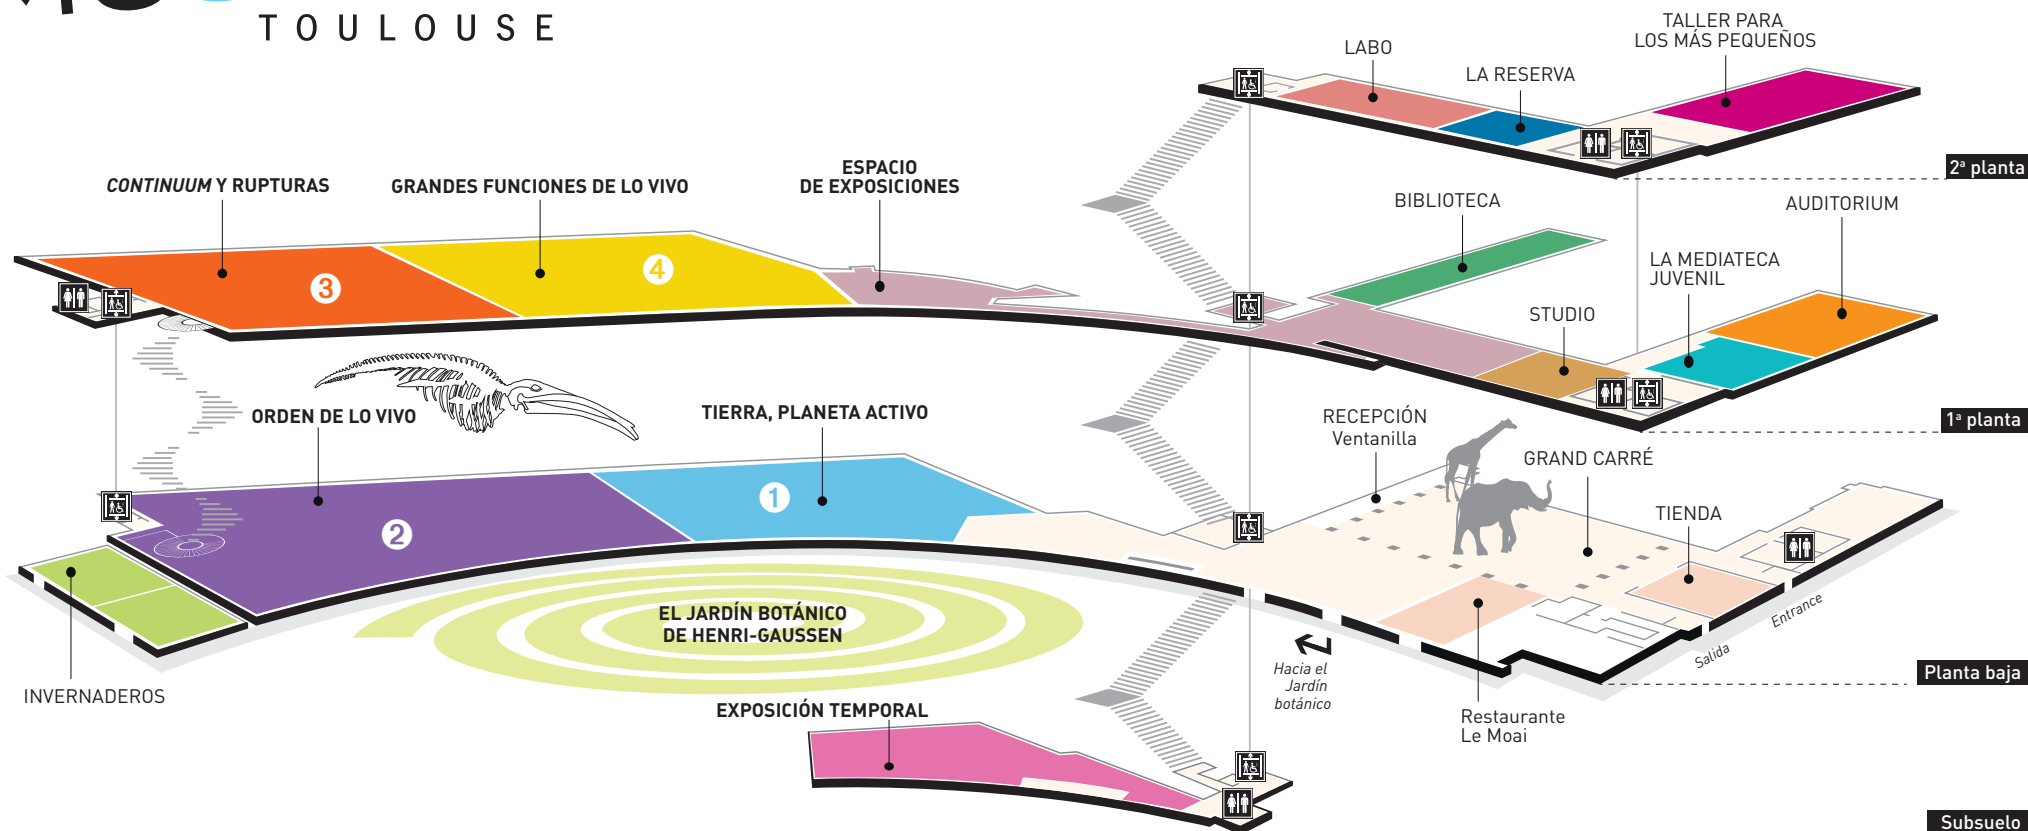 TOULOUSE
TALLER PARA
LOS MÁS PEQUEÑOS
LABO
LA RESERVA
2ª planta
CONTINUUM Y RUPTURAS
GRANDES FUNCIONES DE LO VIVO
ESPACIO
DE EXPOSICIONES
BIBLIOTECA
AUDITORIUM
LA MEDIATECA
JUVENIL
STUDIO
3
4
1ª planta
ORDEN DE LO VIVO
TIERRA, PLANETA ACTIVO
RECEPCIÓN
Ventanilla
GRAND CARRÉ
TIENDA
1
2
EL JARDÍN BOTÁNICO
DE HENRI-GAUSSEN
Entrance
Salida
Hacia el
Jardín
botánico
Planta baja
INVERNADEROS
Restaurante
Le Moai
EXPOSICIÓN TEMPORAL
Subsuelo